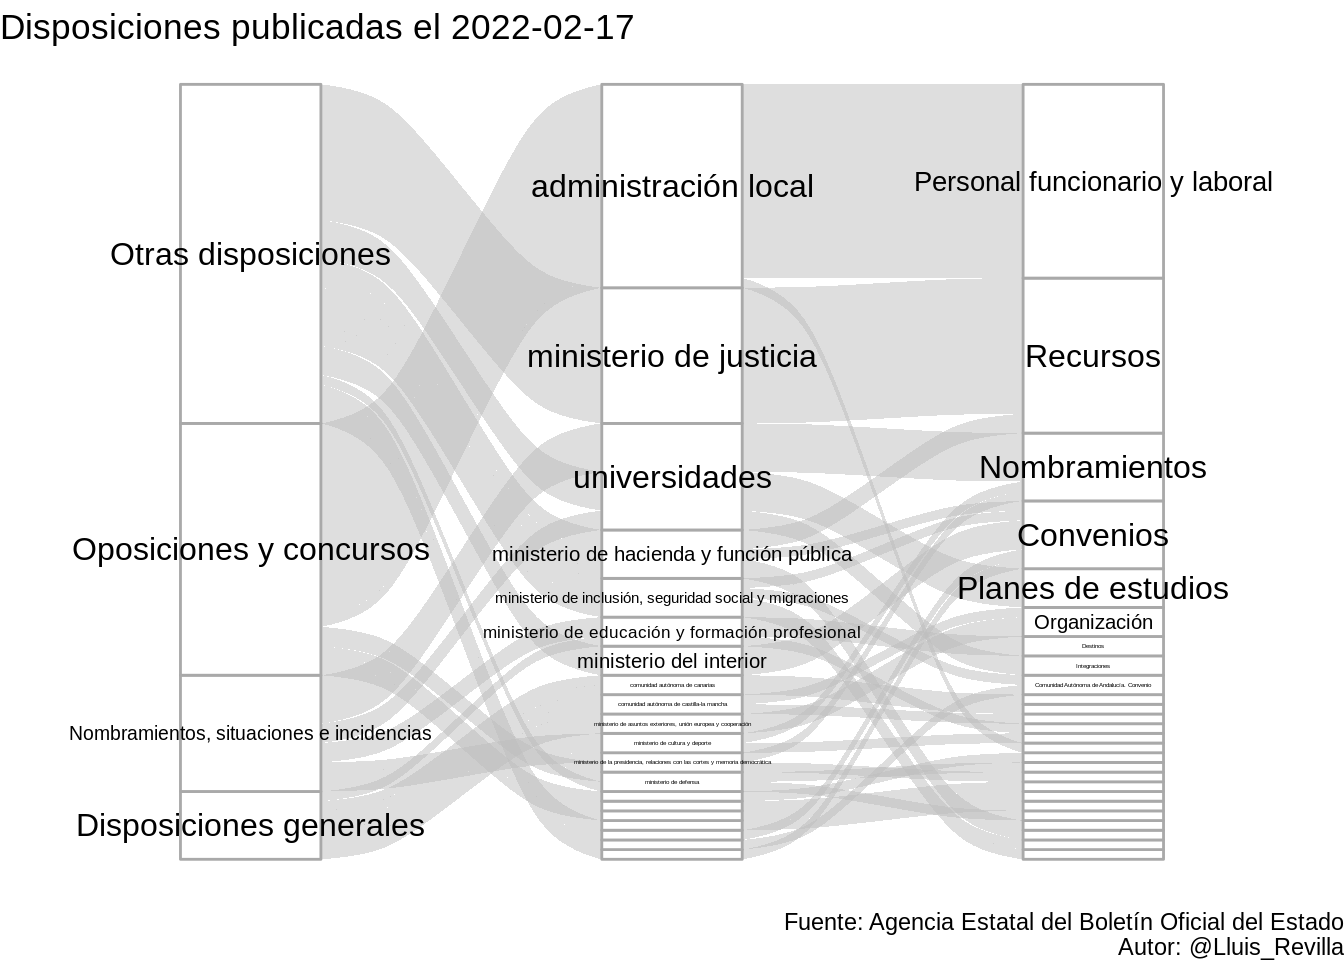 Disposiciones publicadas el 2022-02-17
Otras disposiciones
Oposiciones y concursos
Nombramientos, situaciones e incidencias
Disposiciones generales
administración local
ministerio de justicia
universidades
ministerio de hacienda y función pública
ministerio de inclusión, seguridad social y migraciones
ministerio de educación y formación profesional
ministerio del interior
comunidad autónoma de canarias
comunidad autónoma de castilla-la mancha
ministerio de asuntos exteriores, unión europea y cooperación
ministerio de cultura y deporte
ministerio de la presidencia, relaciones con las cortes y memoria democrática
ministerio de defensa
Personal funcionario y laboral
Recursos
Nombramientos
Convenios
Planes de estudios
Organización
Destinos
Integraciones
Comunidad Autónoma de Andalucía. Convenio
Fuente: Agencia Estatal del Boletín Oficial del Estado
Autor: @Lluis_Revilla